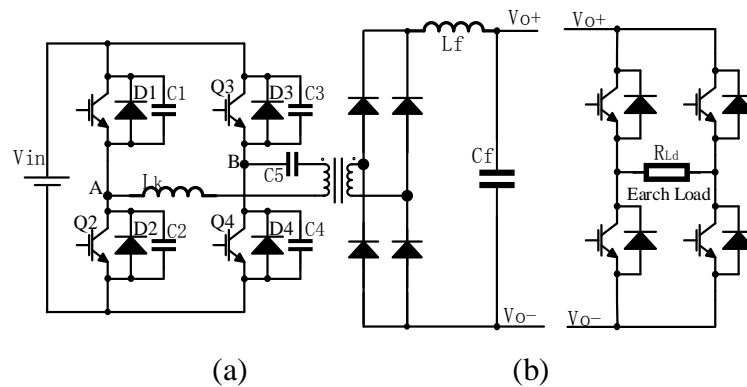 Vo+
Vo+
Lf
Q3
D1
C1
D3
C3
Vin
B
C5
Lk
A
Cf
RLd
Earch Load
Q2
D2
C2
Q4
D4
C4
Vo-
Vo-
(a)
(b)